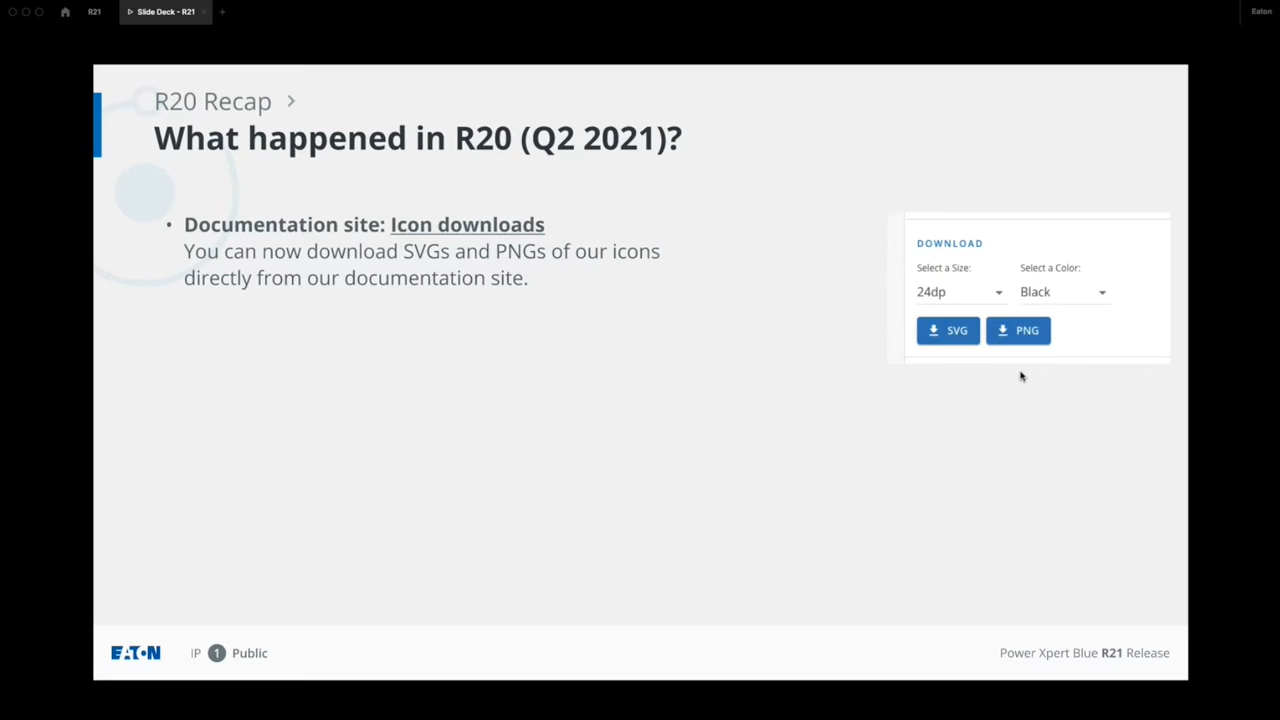 R21
Slide Deck - R21
Eaton
R20 Recap
What happened in R20 (Q2 2021)?
• Documentation site: Icon downloads
You can now download SVGs and PNGs of our icons
directly from our documentation site.
DOWNLOAD
Select a Size: Select a Color:
24dp Black
SVG PNG
EATON IP 1 Public
Power Xpert Blue R21 Release